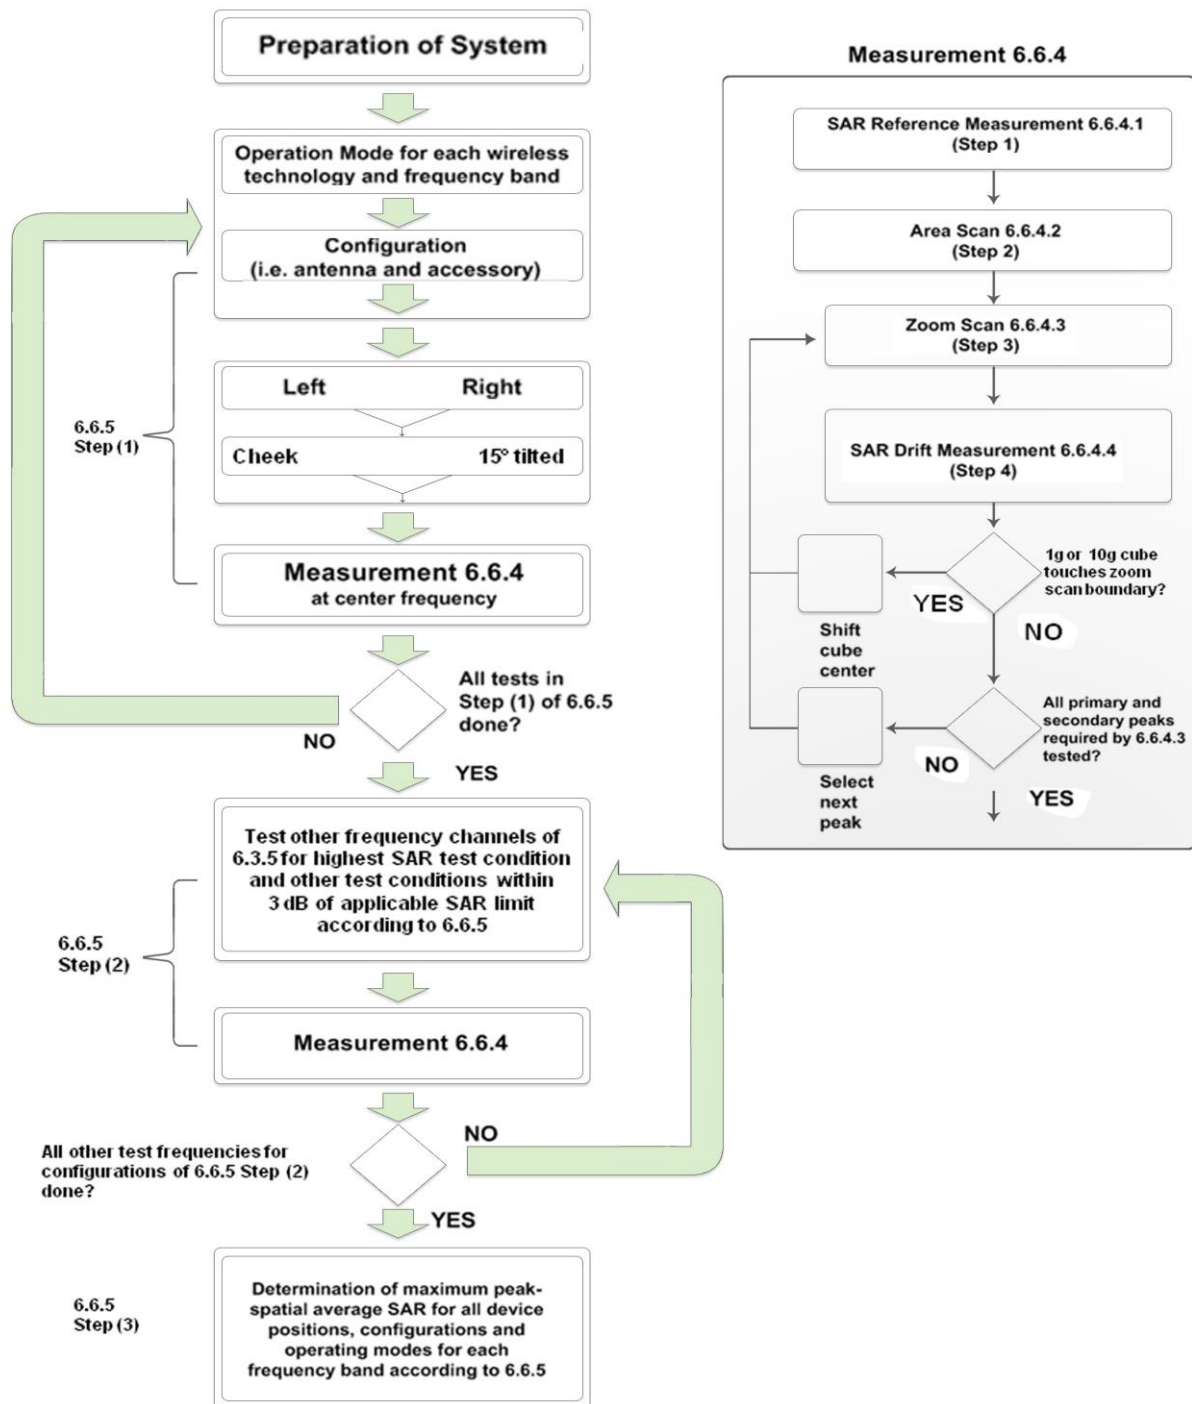 Preparation of System
Operation Mode for each wireless
technology and frequency band
Configuration
(i.e. antenna and accessory)
Left Right
Cheek 15° tilted
6.6.5
Step (1)
Measurement 6.6.4
at center frequency
All tests in
Step (1) of 6.6.5
done?
NO
YES
Test other frequency channels of
6.3.5 for highest SAR test condition
and other test conditions within
3 dB of applicable SAR limit
according to 6.6.5
6.6.5
Step (2)
Measurement 6.6.4
NO
All other test frequencies for
configurations of 6.6.5 Step (2)
done?
YES
6.6.5
Step (3)
Determination of maximum peak-
spatial average SAR for all device
positions, configurations and
operating modes for each
frequency band according to 6.6.5
Measurement 6.6.4
SAR Reference Measurement 6.6.4.1
(Step 1)
Area Scan 6.6.4.2
(Step 2)
Zoom Scan 6.6.4.3
(Step 3)
SAR Drift Measurement 6.6.4.4
(Step 4)
1g or 10g cube
touches zoom
scan boundary?
YES
NO
Shift
cube
center
All primary and
secondary peaks
required by 6.6.4.3
tested?
NO
YES
Select
next
peak